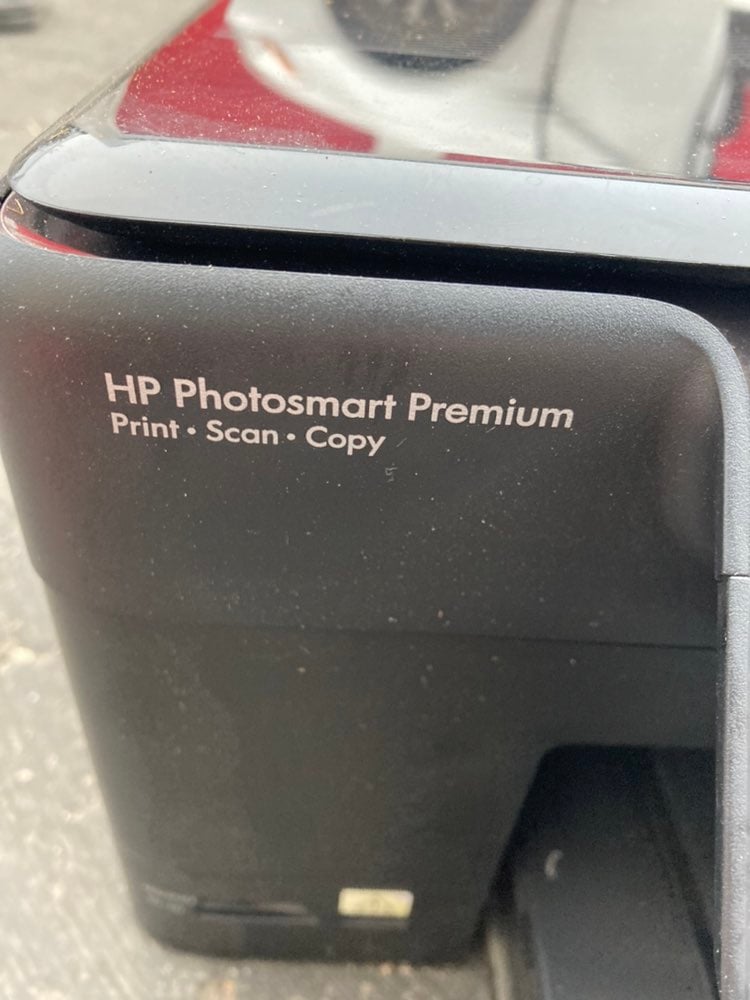 HP Photosmart Premium
Print • Scan • Copy